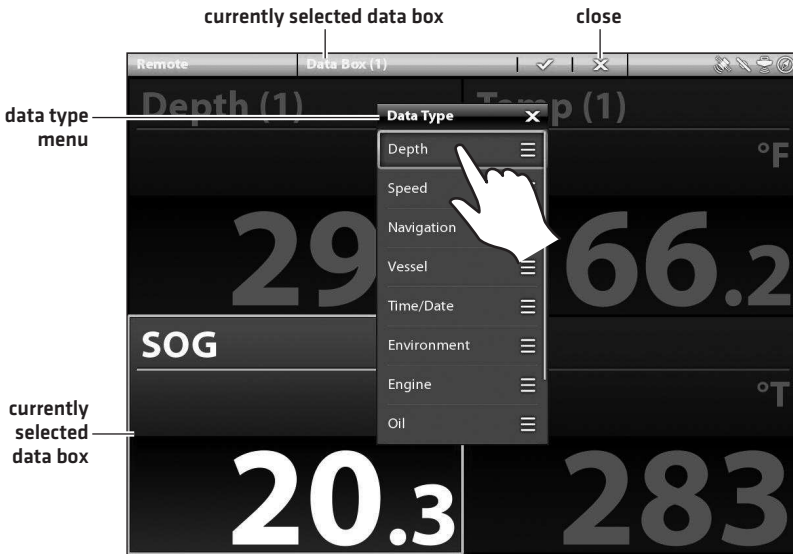 currently selected data box
close
Remote
Data Box (1)
Depth (1)
Temp (1)
data type
menu
Data Type
Depth
°F
Speed
29
66.2
Navigation
Vessel
Time/Date
SOG
Environment
Engine
°T
currently
selected
data box
Oil
20.3
283